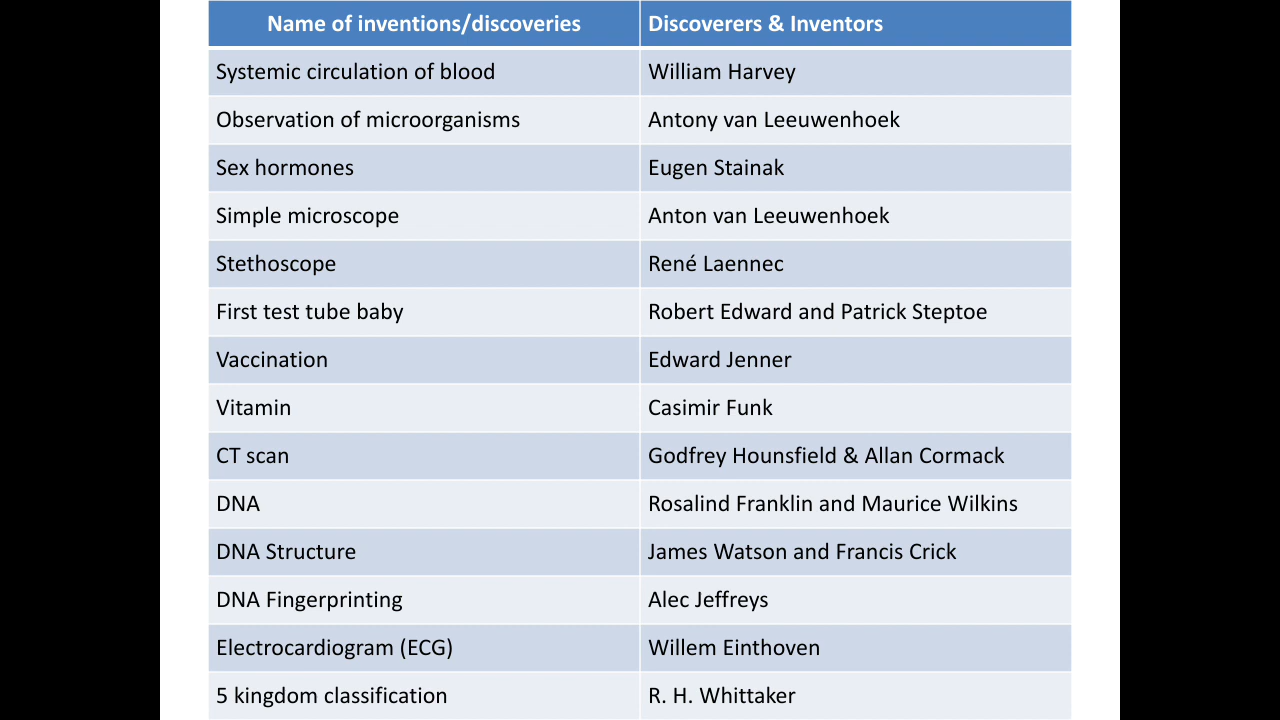 Name of inventions/discoveries Discoverers & Inventors
Systemic circulation of blood William Harvey
Observation of microorganisms Antony van Leeuwenhoek
Sex hormones Eugen Stainak
Simple microscope Anton van Leeuwenhoek
Stethoscope René Laennec
First test tube baby Robert Edward and Patrick Steptoe
Vaccination Edward Jenner
Vitamin Casimir Funk
CT scan Godfrey Hounsfield & Allan Cormack
DNA Rosalind Franklin and Maurice Wilkins
DNA Structure James Watson and Francis Crick
DNA Fingerprinting Alec Jeffreys
Electrocardiogram (ECG) Willem Einthoven
5 kingdom classification R. H. Whittaker